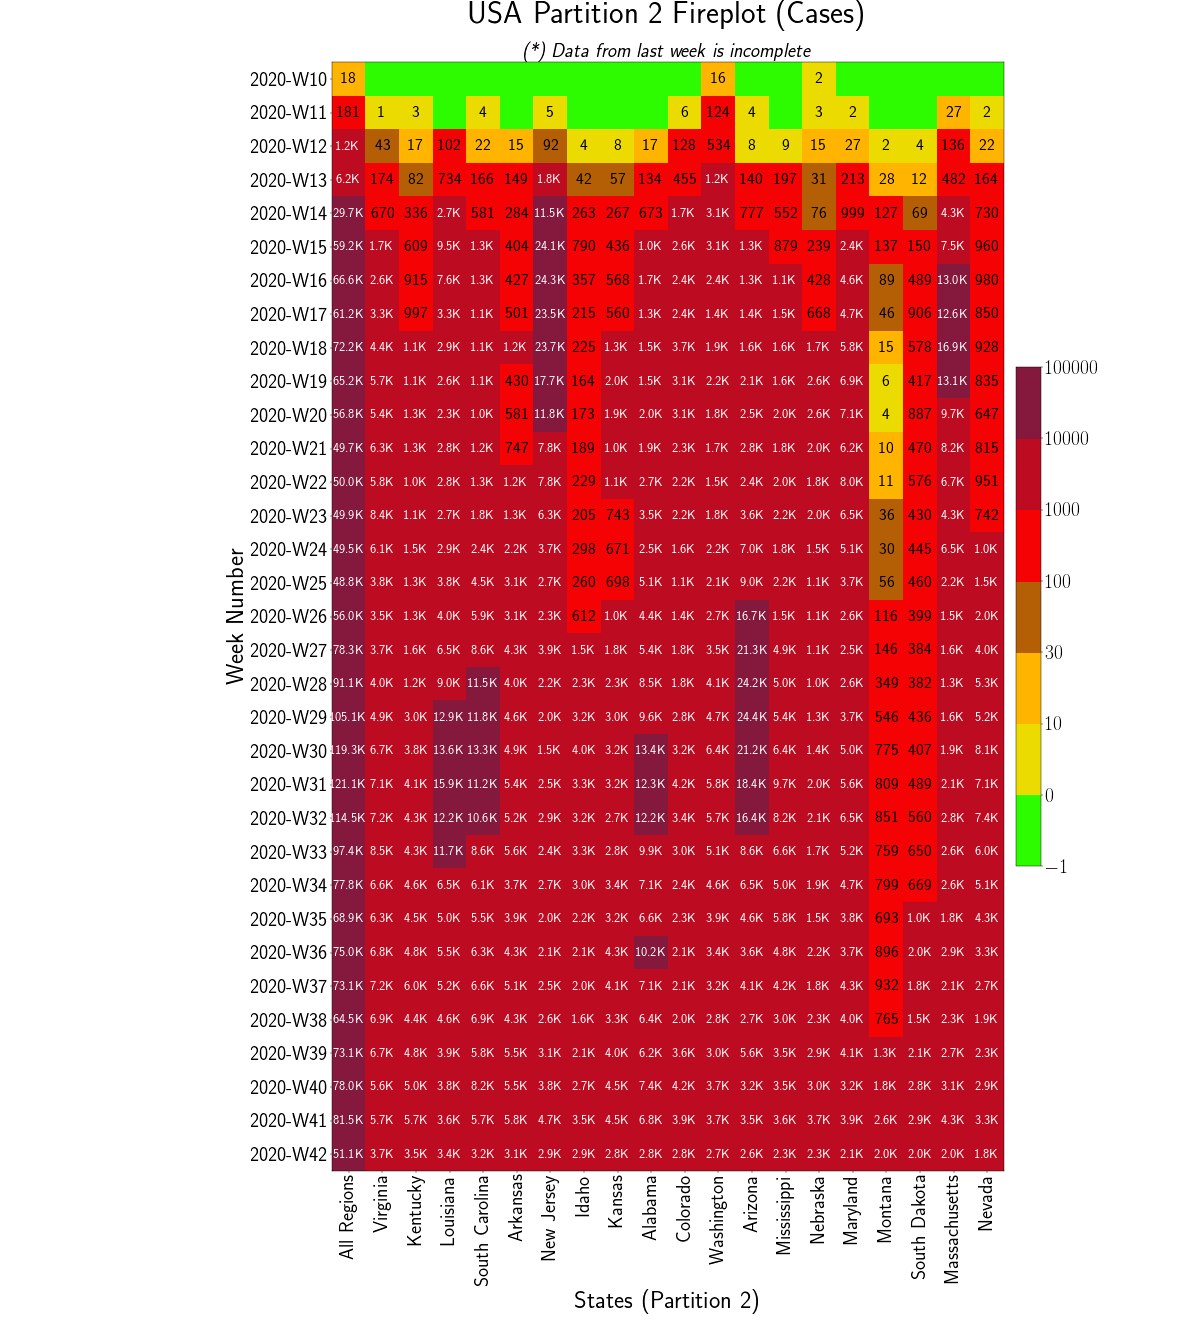 USA Partition 2 Fireplot (Cases)
(*) Data from last week is incomplete
2020-W10 18 16 2
2020-W11 181 1 3 4 5 6 124 4 3 2 27 2
2020-W12 1.2K 43 17 102 22 15 92 4 8 17 128 534 8 9 15 27 2 4 136 22
2020-W13 6.2K 174 82 734 166 149 1.8K 42 57 134 455 1.2K 140 197 31 213 28 12 482 164
2020-W14 29.7K 670 336 2.7K 581 284 11.5K 263 267 673 1.7K 3.1K 777 552 76 999 127 69 4.3K 730
2020-W15 59.2K 1.7K 609 9.5K 1.3K 404 24.1K 790 436 1.0K 2.6K 3.1K 1.3K 879 239 2.4K 137 150 7.5K 960
2020-W16 66.6K 2.6K 915 7.6K 1.3K 427 24.3K 357 568 1.7K 2.4K 2.4K 1.3K 1.1K 428 4.6K 89 489 13.0K 980
2020-W17 61.2K 3.3K 997 3.3K 1.1K 501 23.5K 215 560 1.3K 2.4K 1.4K 1.4K 1.5K 668 4.7K 46 906 12.6K 850
2020-W18 72.2K 4.4K 1.1K 2.9K 1.1K 1.2K 23.7K 225 1.3K 1.5K 3.7K 1.9K 1.6K 1.6K 1.7K 5.8K 15 578 16.9K 928
2020-W19 65.2K 5.7K 1.1K 2.6K 1.1K 430 17.7K 164 2.0K 1.5K 3.1K 2.2K 2.1K 1.6K 2.6K 6.9K 6 417 13.1K 835
2020-W20 56.8K 5.4K 1.3K 2.3K 1.0K 581 11.8K 173 1.9K 2.0K 3.1K 1.8K 2.5K 2.0K 2.6K 7.1K 4 887 9.7K 647
2020-W21 49.7K 6.3K 1.3K 2.8K 1.2K 747 7.8K 189 1.0K 1.9K 2.3K 1.7K 2.8K 1.8K 2.0K 6.2K 10 470 8.2K 815
2020-W22 50.0K 5.8K 1.0K 2.8K 1.3K 1.2K 7.8K 229 1.1K 2.7K 2.2K 1.5K 2.4K 2.0K 1.8K 8.0K 11 576 6.7K 951
2020-W23 49.9K 8.4K 1.1K 2.7K 1.8K 1.3K 6.3K 205 743 3.5K 2.2K 1.8K 3.6K 2.2K 2.0K 6.5K 36 430 4.3K 742
2020-W24 49.5K 6.1K 1.5K 2.9K 2.4K 2.2K 3.7K 298 671 2.5K 1.6K 2.2K 7.0K 1.8K 1.5K 5.1K 30 445 6.5K 1.0K
2020-W25 48.8K 3.8K 1.3K 3.8K 4.5K 3.1K 2.7K 260 698 5.1K 1.1K 2.1K 9.0K 2.2K 1.1K 3.7K 56 460 2.2K 1.5K
2020-W26 56.0K 3.5K 1.3K 4.0K 5.9K 3.1K 2.3K 612 1.0K 4.4K 1.4K 2.7K 16.7K 1.5K 1.1K 2.6K 116 399 1.5K 2.0K
2020-W27 78.3K 3.7K 1.6K 6.5K 8.6K 4.3K 3.9K 1.5K 1.8K 5.4K 1.8K 3.5K 21.3K 4.9K 1.1K 2.5K 146 384 1.6K 4.0K
2020-W28 91.1K 4.0K 1.2K 9.0K 11.5K 4.0K 2.2K 2.3K 2.3K 8.5K 1.8K 4.1K 24.2K 5.0K 1.0K 2.6K 349 382 1.3K 5.3K
2020-W29 105.1K 4.9K 3.0K 12.9K 11.8K 4.6K 2.0K 3.2K 3.0K 9.6K 2.8K 4.7K 24.4K 5.4K 1.3K 3.7K 546 436 1.6K 5.2K
2020-W30 119.3K 6.7K 3.8K 13.6K 13.3K 4.9K 1.5K 4.0K 3.2K 13.4K 3.2K 6.4K 21.2K 6.4K 1.4K 5.0K 775 407 1.9K 8.1K
2020-W31 121.1K 7.1K 4.1K 15.9K 11.2K 5.4K 2.5K 3.3K 3.2K 12.3K 4.2K 5.8K 18.4K 9.7K 2.0K 5.6K 809 489 2.1K 7.1K
2020-W32 114.5K 7.2K 4.3K 12.2K 10.6K 5.2K 2.9K 3.2K 2.7K 12.2K 3.4K 5.7K 16.4K 8.2K 2.1K 6.5K 851 560 2.8K 7.4K
2020-W33 97.4K 8.5K 4.3K 11.7K 8.6K 5.6K 2.4K 3.3K 2.8K 9.9K 3.0K 5.1K 8.6K 6.6K 1.7K 5.2K 759 650 2.6K 6.0K
2020-W34 77.8K 6.6K 4.6K 6.5K 6.1K 3.7K 2.7K 3.0K 3.4K 7.1K 2.4K 4.6K 6.5K 5.0K 1.9K 4.7K 799 669 2.6K 5.1K
2020-W35 68.9K 6.3K 4.5K 5.0K 5.5K 3.9K 2.0K 2.2K 3.2K 6.6K 2.3K 3.9K 4.6K 5.8K 1.5K 3.8K 693 1.0K 1.8K 4.3K
2020-W36 75.0K 6.8K 4.8K 5.5K 6.3K 4.3K 2.1K 2.1K 4.3K 10.2K 2.1K 3.4K 3.6K 4.8K 2.2K 3.7K 896 2.0K 2.9K 3.3K
2020-W37 73.1K 7.2K 6.0K 5.2K 6.6K 5.1K 2.5K 2.0K 4.1K 7.1K 2.1K 3.2K 4.1K 4.2K 1.8K 4.3K 932 1.8K 2.1K 2.7K
2020-W38 64.5K 6.9K 4.4K 4.6K 6.9K 4.3K 2.6K 1.6K 3.3K 6.4K 2.0K 2.8K 2.7K 3.0K 2.3K 4.0K 765 1.5K 2.3K 1.9K
2020-W39 73.1K 6.7K 4.8K 3.9K 5.8K 5.5K 3.1K 2.1K 4.0K 6.2K 3.6K 3.0K 5.6K 3.5K 2.9K 4.1K 1.3K 2.1K 2.7K 2.3K
2020-W40 78.0K 5.6K 5.0K 3.8K 8.2K 5.5K 3.8K 2.7K 4.5K 7.4K 4.2K 3.7K 3.2K 3.5K 3.0K 3.2K 1.8K 2.8K 3.1K 2.9K
2020-W41 81.5K 5.7K 5.7K 3.6K 5.7K 5.8K 4.7K 3.5K 4.5K 6.8K 3.9K 3.7K 3.5K 3.6K 3.7K 3.9K 2.6K 2.9K 4.3K 3.3K
2020-W42 51.1K 3.7K 3.5K 3.4K 3.2K 3.1K 2.9K 2.9K 2.8K 2.8K 2.8K 2.7K 2.6K 2.3K 2.3K 2.1K 2.0K 2.0K 2.0K 1.8K
Week Number
All Regions
Virginia
Kentucky
Louisiana
South Carolina
Arkansas
New Jersey
Idaho
Kansas
Alabama
Colorado
Washington
Arizona
Mississippi
Nebraska
Maryland
Montana
South Dakota
Massachusetts
Nevada
States (Partition 2)
100000
10000
1000
100
30
10
0
−1